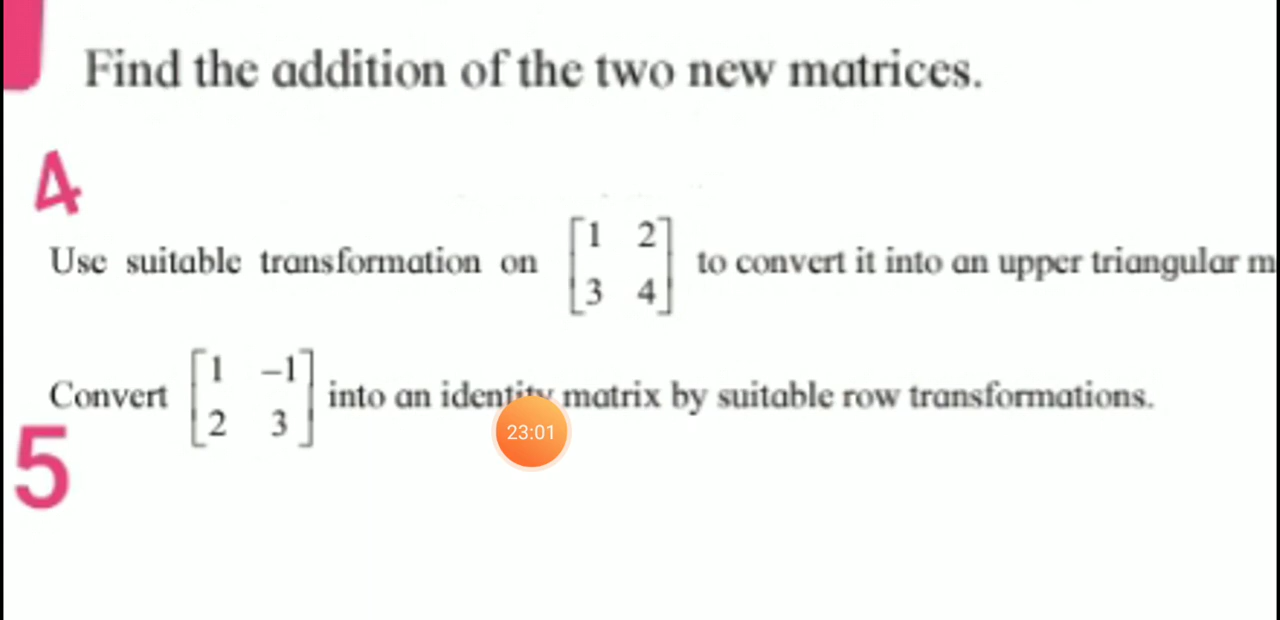 Find the addition of the two new matrices.
4
Use suitable transformation on [1 2 3 4] to convert it into an upper triangular m
Convert [1 -1 2 3] into an identity matrix by suitable row transformations.
23:01
5